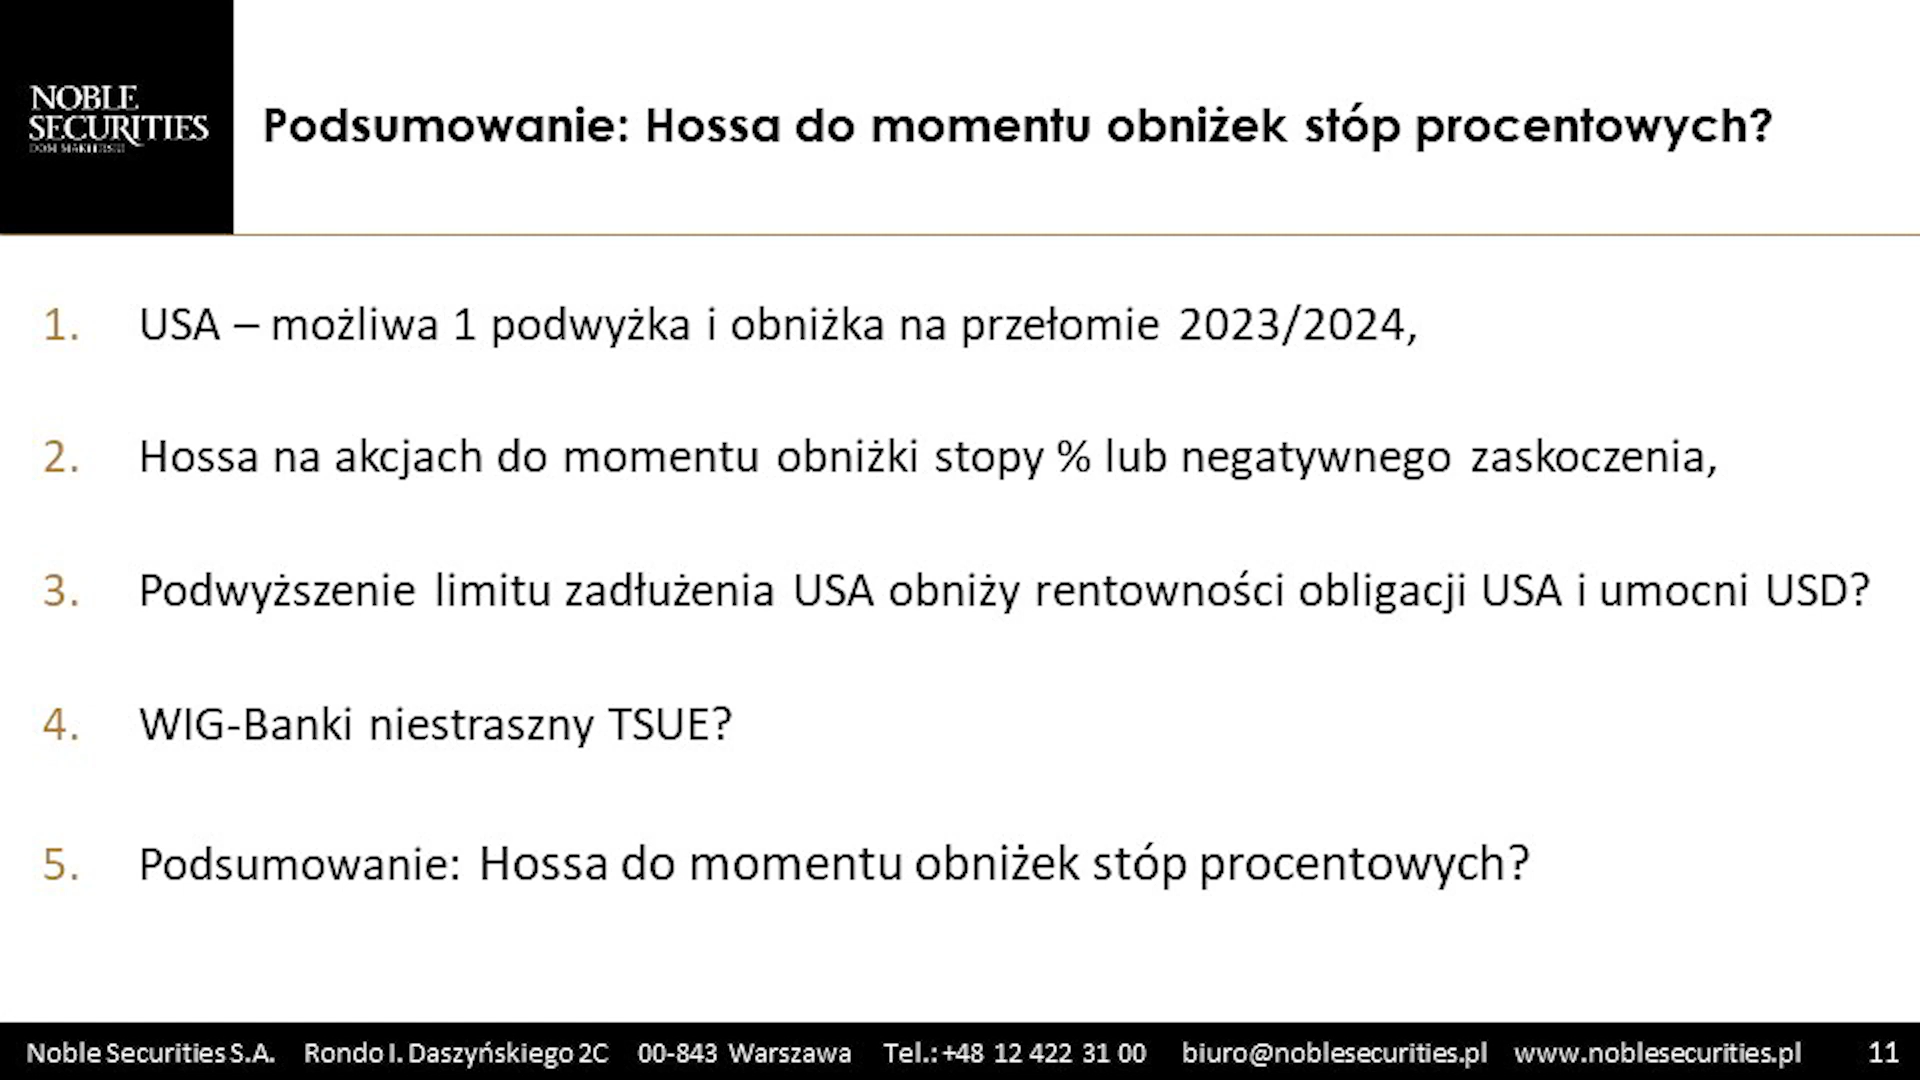 NOBLE
SECURITIES
DOM MAKLERSKI
Podsumowanie: Hossa do momentu obniżek stóp procentowych?
1. USA – możliwa 1 podwyżka i obniżka na przełomie 2023/2024,
2. Hossa na akcjach do momentu obniżki stopy % lub negatywnego zaskoczenia,
3. Podwyższenie limitu zadłużenia USA obniży rentowności obligacji USA i umocni USD?
4. WIG-Banki niestraszny TSUE?
5. Podsumowanie: Hossa do momentu obniżek stóp procentowych?
Noble Securities S.A. Rondo I. Daszyńskiego 2C 00-843 Warszawa Tel.: +48 12 422 31 00 biuro@noblesecurities.pl www.noblesecurities.pl 11